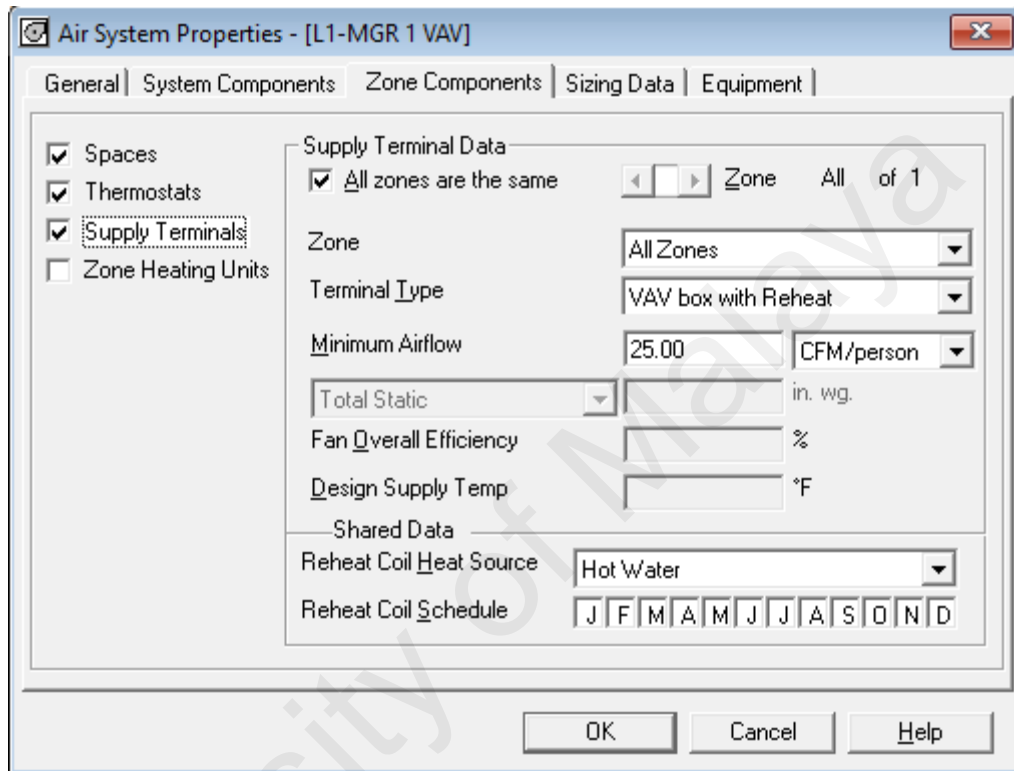 Air System Properties - [L1-MGR 1 VAV]
General System Components Zone Components Sizing Data Equipment
Spaces
Thermostats
Supply Terminals
Zone Heating Units
Supply Terminal Data
All zones are the same Zone All of 1
Zone All Zones
Terminal Type VAV box with Reheat
Minimum Airflow 25.00 CFM/person
Total Static in. wg.
Fan Overall Efficiency %
Design Supply Temp °F
Shared Data
Reheat Coil Heat Source Hot Water
Reheat Coil Schedule J F M A M J J A S O N D
OK Cancel Help
sity of Malaya